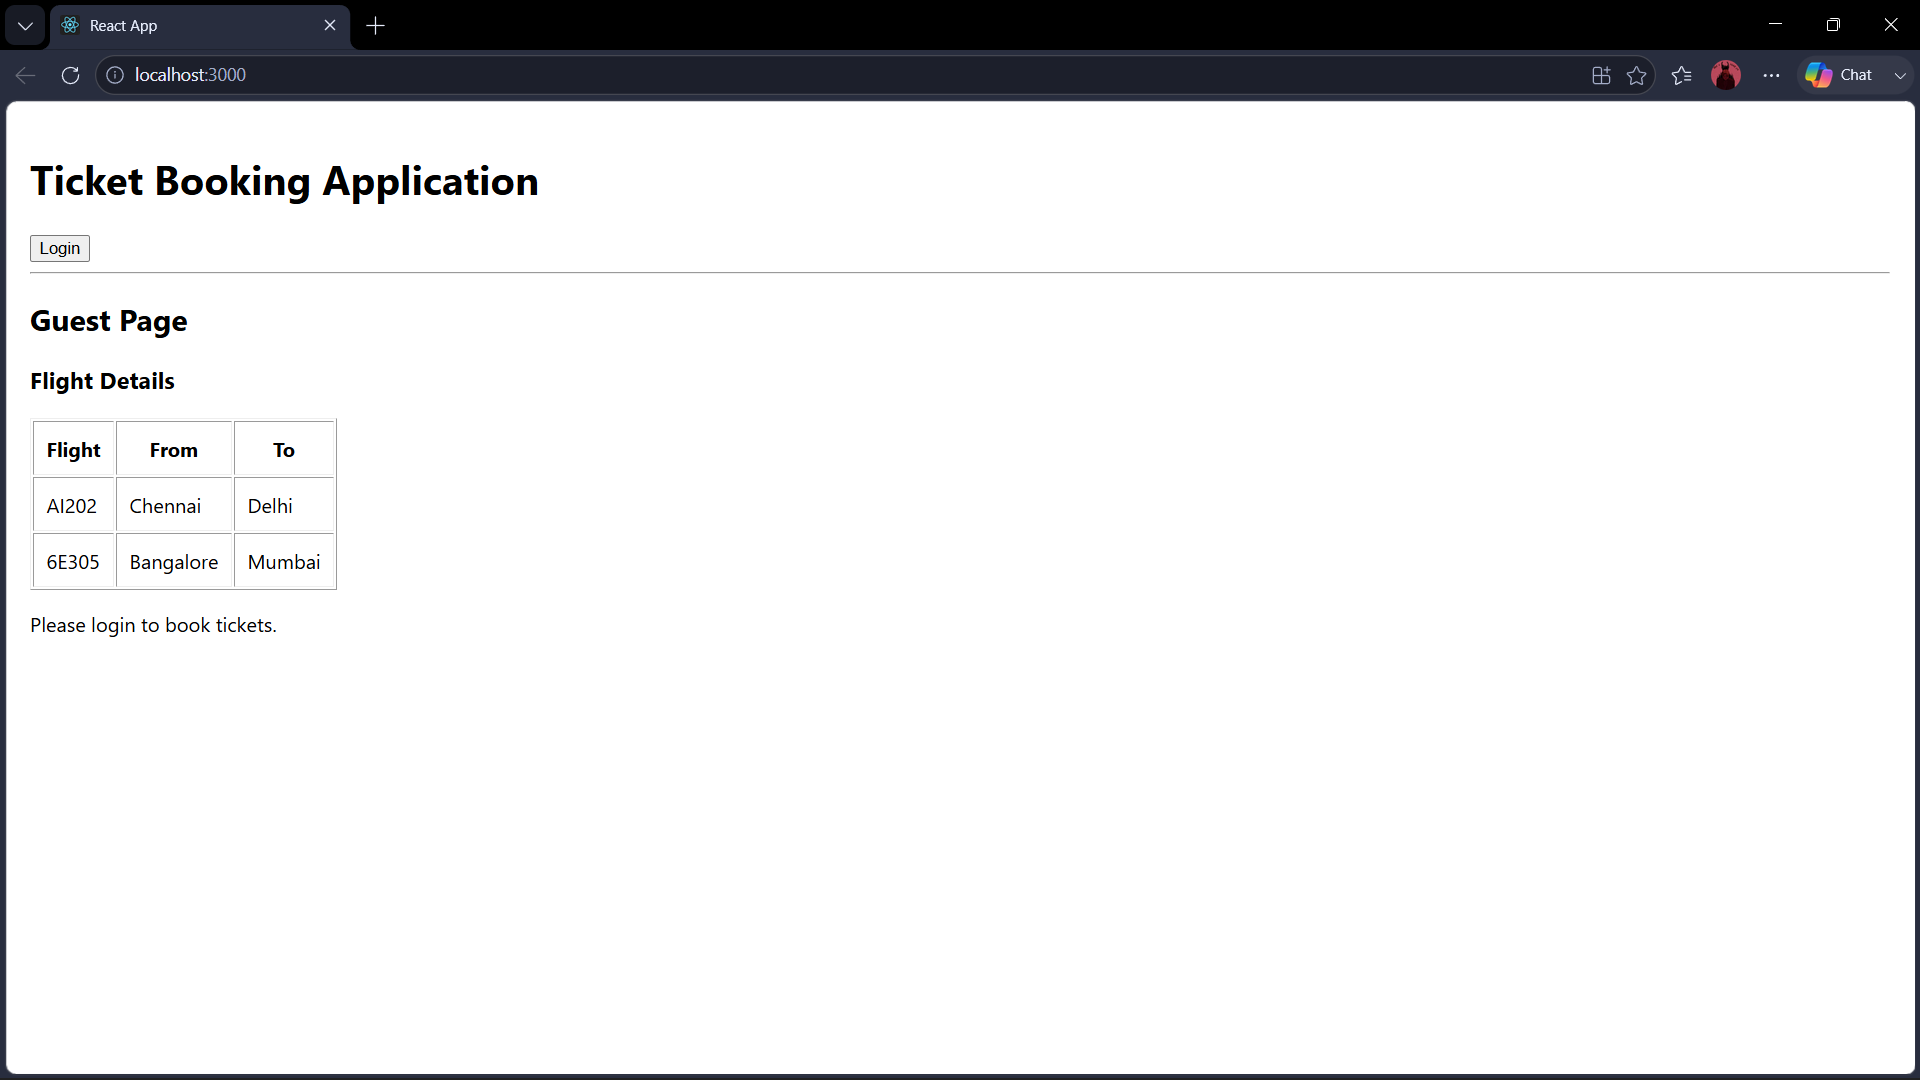 React App
localhost:3000
Chat
Ticket Booking Application
Login
Guest Page
Flight Details
Flight From To
AI202 Chennai Delhi
6E305 Bangalore Mumbai
Please login to book tickets.